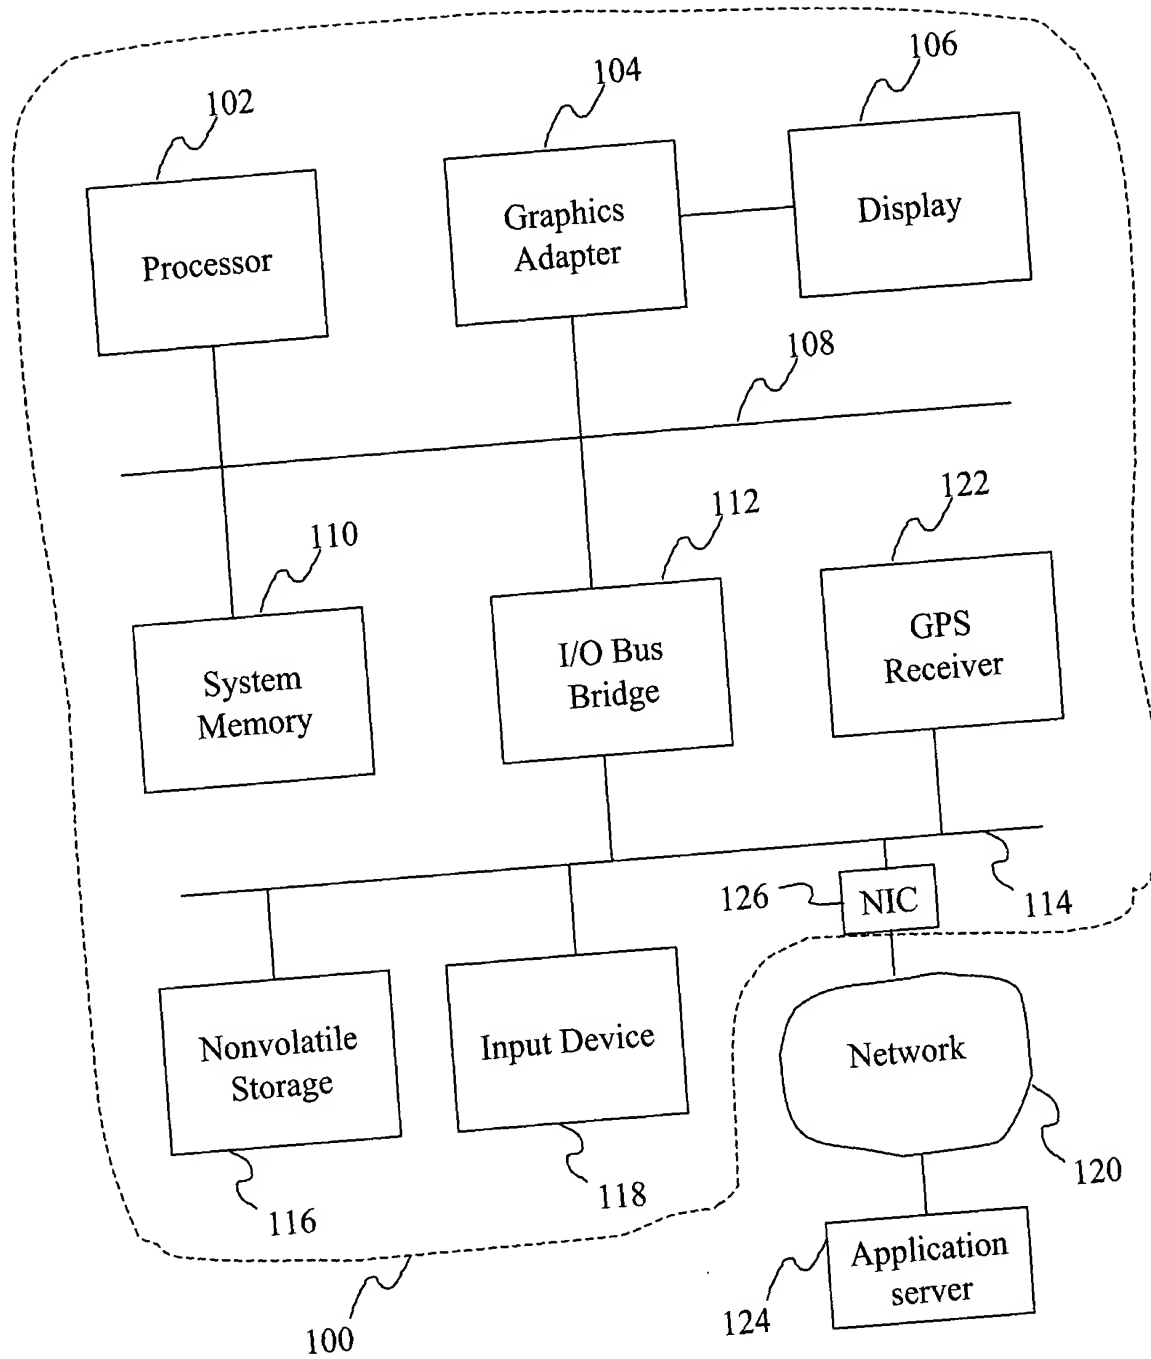 106
104
102
Graphics
Adapter
Display
Processor
108
122
112
110
GPS
Receiver
I/O Bus
Bridge
System
Memory
126
NIC
114
Nonvolatile
Storage
Input Device
Network
120
118
116
Application
server
124
100